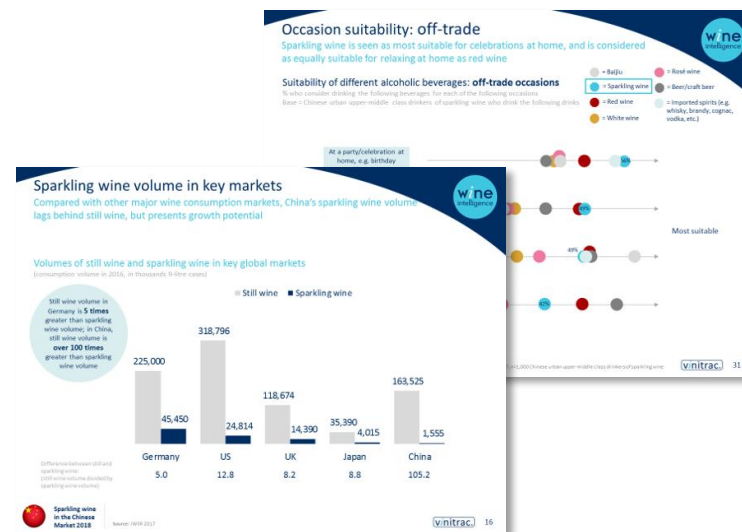 Occasion suitability: off-trade
Sparkling wine is seen as most suitable for celebrations at home, and is considered
as equally suitable for relaxing at home as red wine
wine
intelligence
Suitability of different alcoholic beverages: off-trade occasions
% who consider drinking the following beverages for each of the following occasions
Base = Chinese urban upper-middle class drinkers of sparkling wine who drink the following drinks
= Baijiu
= Rosé wine
= Sparkling wine
= Beer/craft beer
= Red wine
= Imported spirits (e.g.
whisky, brandy, cognac,
vodka, etc.)
= White wine
At a party/celebration at
home, e.g. birthday
Most suitable
49%
vinitrac.
31
Sparkling wine volume in key markets
Compared with other major wine consumption markets, China's sparkling wine volume
lags behind still wine, but presents growth potential
wine
intelligence
Volumes of still wine and sparkling wine in key global markets
(consumption volume in 2016, in thousands 9-litre cases)
Still wine volume in
Germany is 5 times
greater than sparkling
wine volume; in China,
still wine volume is
over 100 times
greater than sparkling
wine volume
Still wine
Sparkling wine
225,000
45,450
318,796
24,814
118,674
14,390
35,390
4,015
163,525
1,555
Germany
US
UK
Japan
China
Difference between still and
sparkling wine:
(still wine volume divided by
sparkling wine volume)
5.0
12.8
8.2
8.8
105.2
Sparkling wine
in the Chinese
Market 2018
Source: IWSR 2017
vinitrac.
16